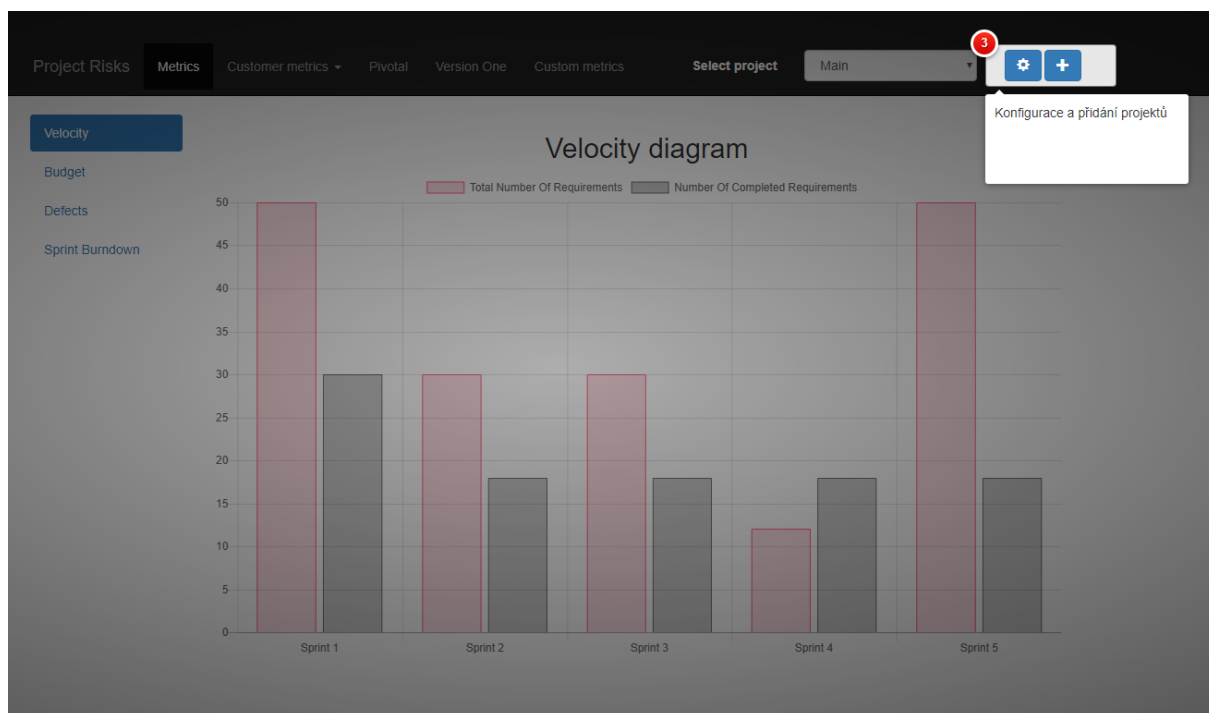 3
Project Risks Metrics Customer metrics Pivotal Version One Custom metrics Select project Main
Konfigurace a přidání projektů
Velocity
Budget
Defects
Sprint Burndown
Velocity diagram
Total Number Of Requirements Number Of Completed Requirements
50
45
40
35
30
25
20
15
10
5
0
Sprint 1 Sprint 2 Sprint 3 Sprint 4 Sprint 5